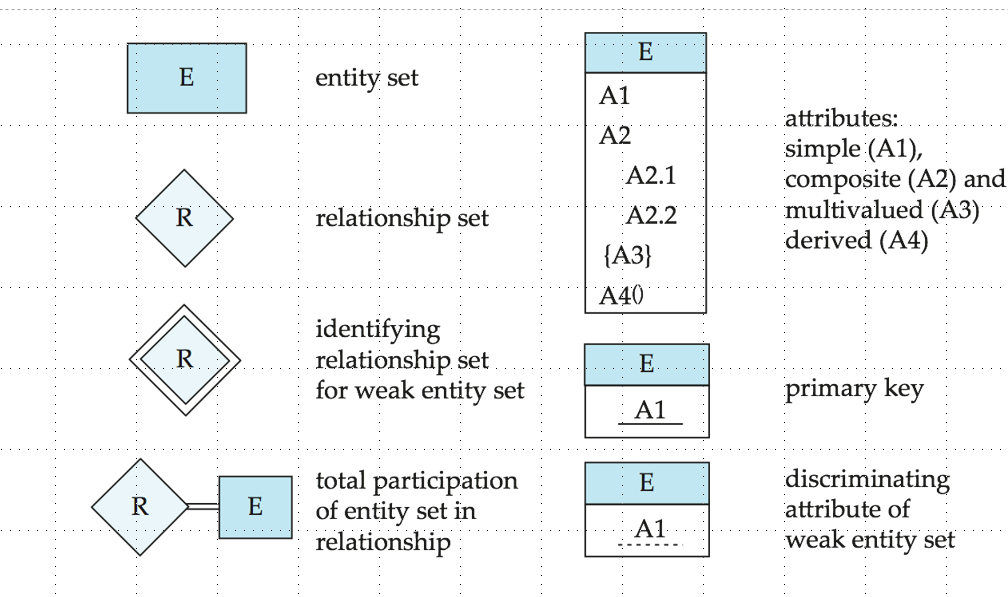 E
entity set
R
relationship set
R
identifying
relationship set
for weak entity set
R
E
total participation
of entity set in
relationship
E
A1
A2
A2.1
A2.2
{A3}
A4()
attributes:
simple (A1),
composite (A2) and
multivalued (A3)
derived (A4)
E
A1
primary key
E
A1
discriminating
attribute of
weak entity set